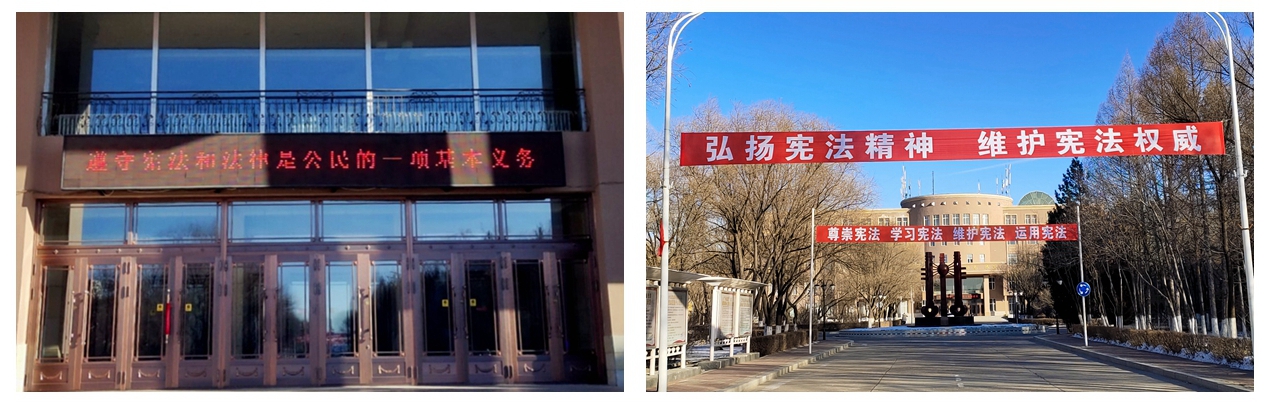 遵守宪法和法律是公民的一项基本义务
弘扬宪法精神 维护宪法权威
尊崇宪法 学习宪法 维护宪法 运用宪法